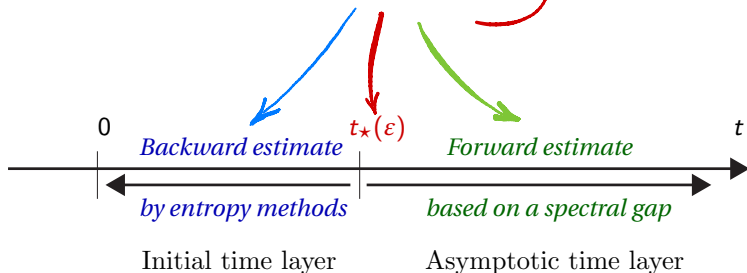 0 t⋆(ε) t
Backward estimate Forward estimate
by entropy methods based on a spectral gap
Initial time layer Asymptotic time layer